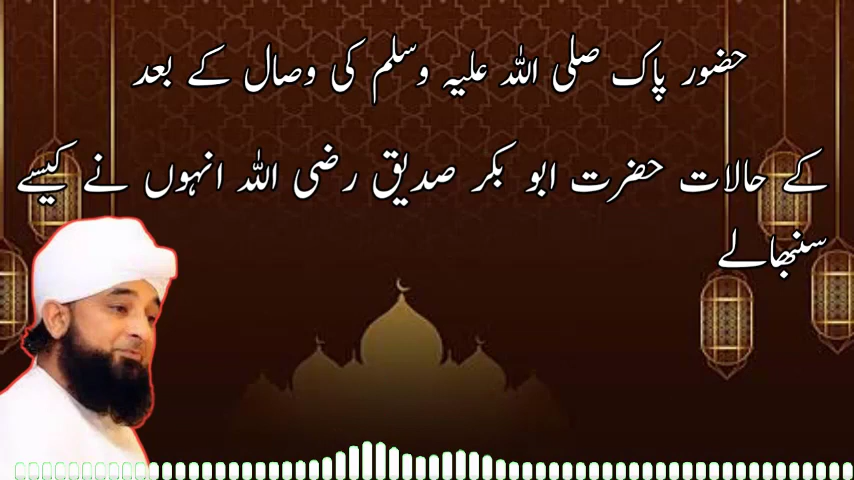 حضور پاک صلی اللہ علیہ وسلم کی وصال کے بعد
کے حالات حضرت ابو بکر صدیق رضی اللہ انہوں نے کیسے
سنبھالے